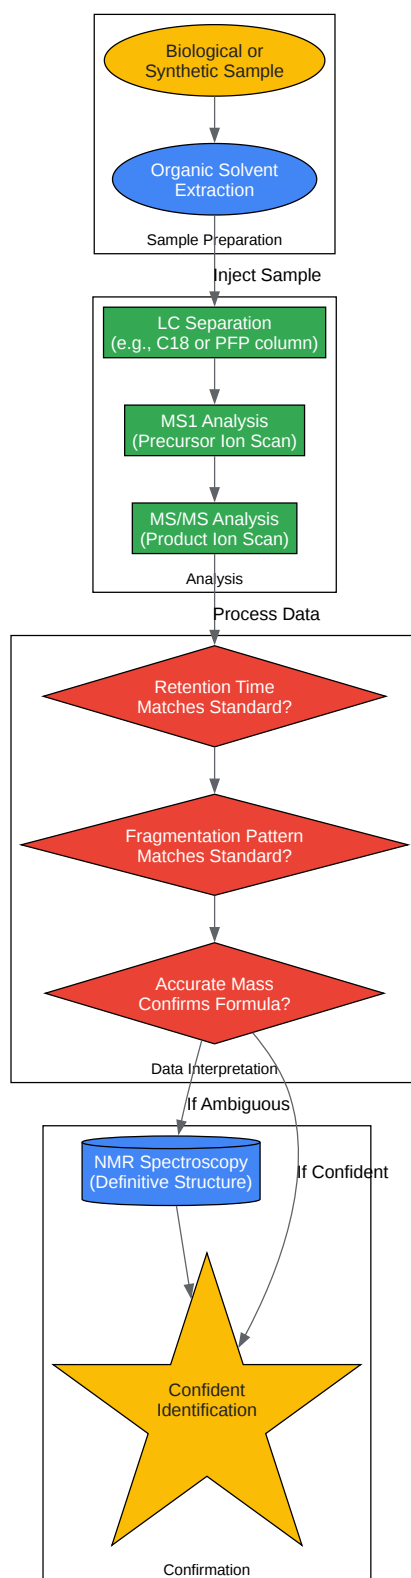 Biological or
Synthetic Sample
Organic Solvent
Extraction
Sample Preparation
Inject Sample
LC Separation
(e.g., C18 or PFP column)
MS1 Analysis
(Precursor Ion Scan)
MS/MS Analysis
(Product Ion Scan)
Analysis
Process Data
Retention Time
Matches Standard?
Fragmentation Pattern
Matches Standard?
Accurate Mass
Confirms Formula?
Data Interpretation
If Ambiguous
NMR Spectroscopy
(Definitive Structure)
If Confident
Confident
Identification
Confirmation